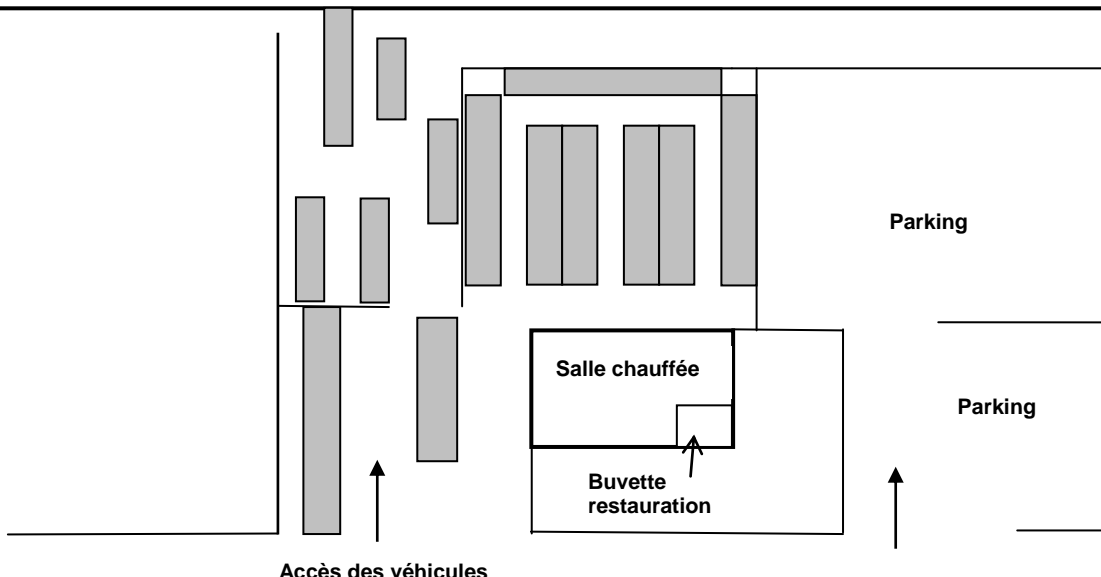 Parking
Salle chauffée
Parking
Buvette
restauration
Accès des véhicules